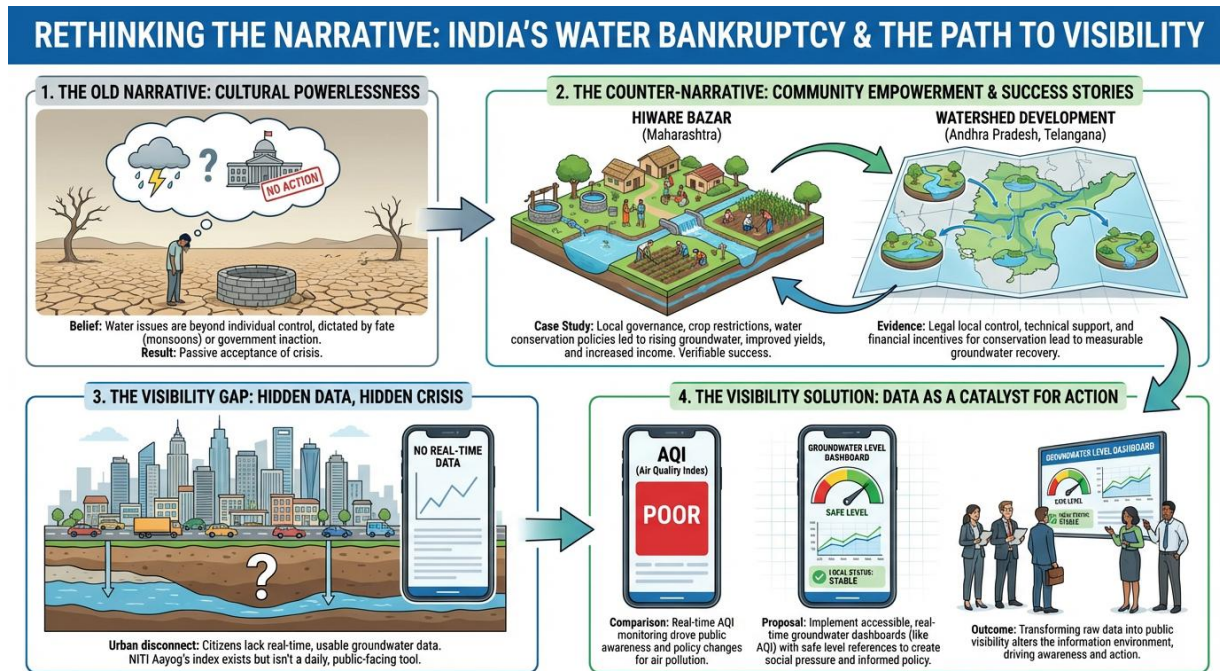 RETHINKING THE NARRATIVE: INDIA'S WATER BANKRUPTCY & THE PATH TO VISIBILITY
1. THE OLD NARRATIVE: CULTURAL POWERLESSNESS
?
NO ACTION
Belief: Water issues are beyond individual control, dictated by fate
(monsoons) or government inaction.
Result: Passive acceptance of crisis.
2. THE COUNTER-NARRATIVE: COMMUNITY EMPOWERMENT & SUCCESS STORIES
HIWARE BAZAR
(Maharashtra)
Case Study: Local governance, crop restrictions, water
conservation policies led to rising groundwater, improved yields,
and increased income. Verifiable success.
WATERSHED DEVELOPMENT
(Andhra Pradesh, Telangana)
Evidence: Legal local control, technical support, and
financial incentives for conservation lead to measurable
groundwater recovery.
3. THE VISIBILITY GAP: HIDDEN DATA, HIDDEN CRISIS
NO REAL-TIME
DATA
?
Urban disconnect: Citizens lack real-time, usable groundwater data.
NITI Aayog's index exists but isn't a daily, public-facing tool.
4. THE VISIBILITY SOLUTION: DATA AS A CATALYST FOR ACTION
AQI
(Air Quality Index)
POOR
Comparison: Real-time AQI
monitoring drove public
awareness and policy changes
for air pollution.
GROUNDWATER LEVEL
DASHBOARD
SAFE LEVEL
LOCAL STATUS:
STABLE
Proposal: Implement accessible, real-
time groundwater dashboards (like
AQI) with safe level references to create
social pressure and informed policy.
LEVEL DASHBOARD
LEVEL
STABLE
Outcome: Transforming raw data into public
visibility alters the information environment,
driving awareness and action.